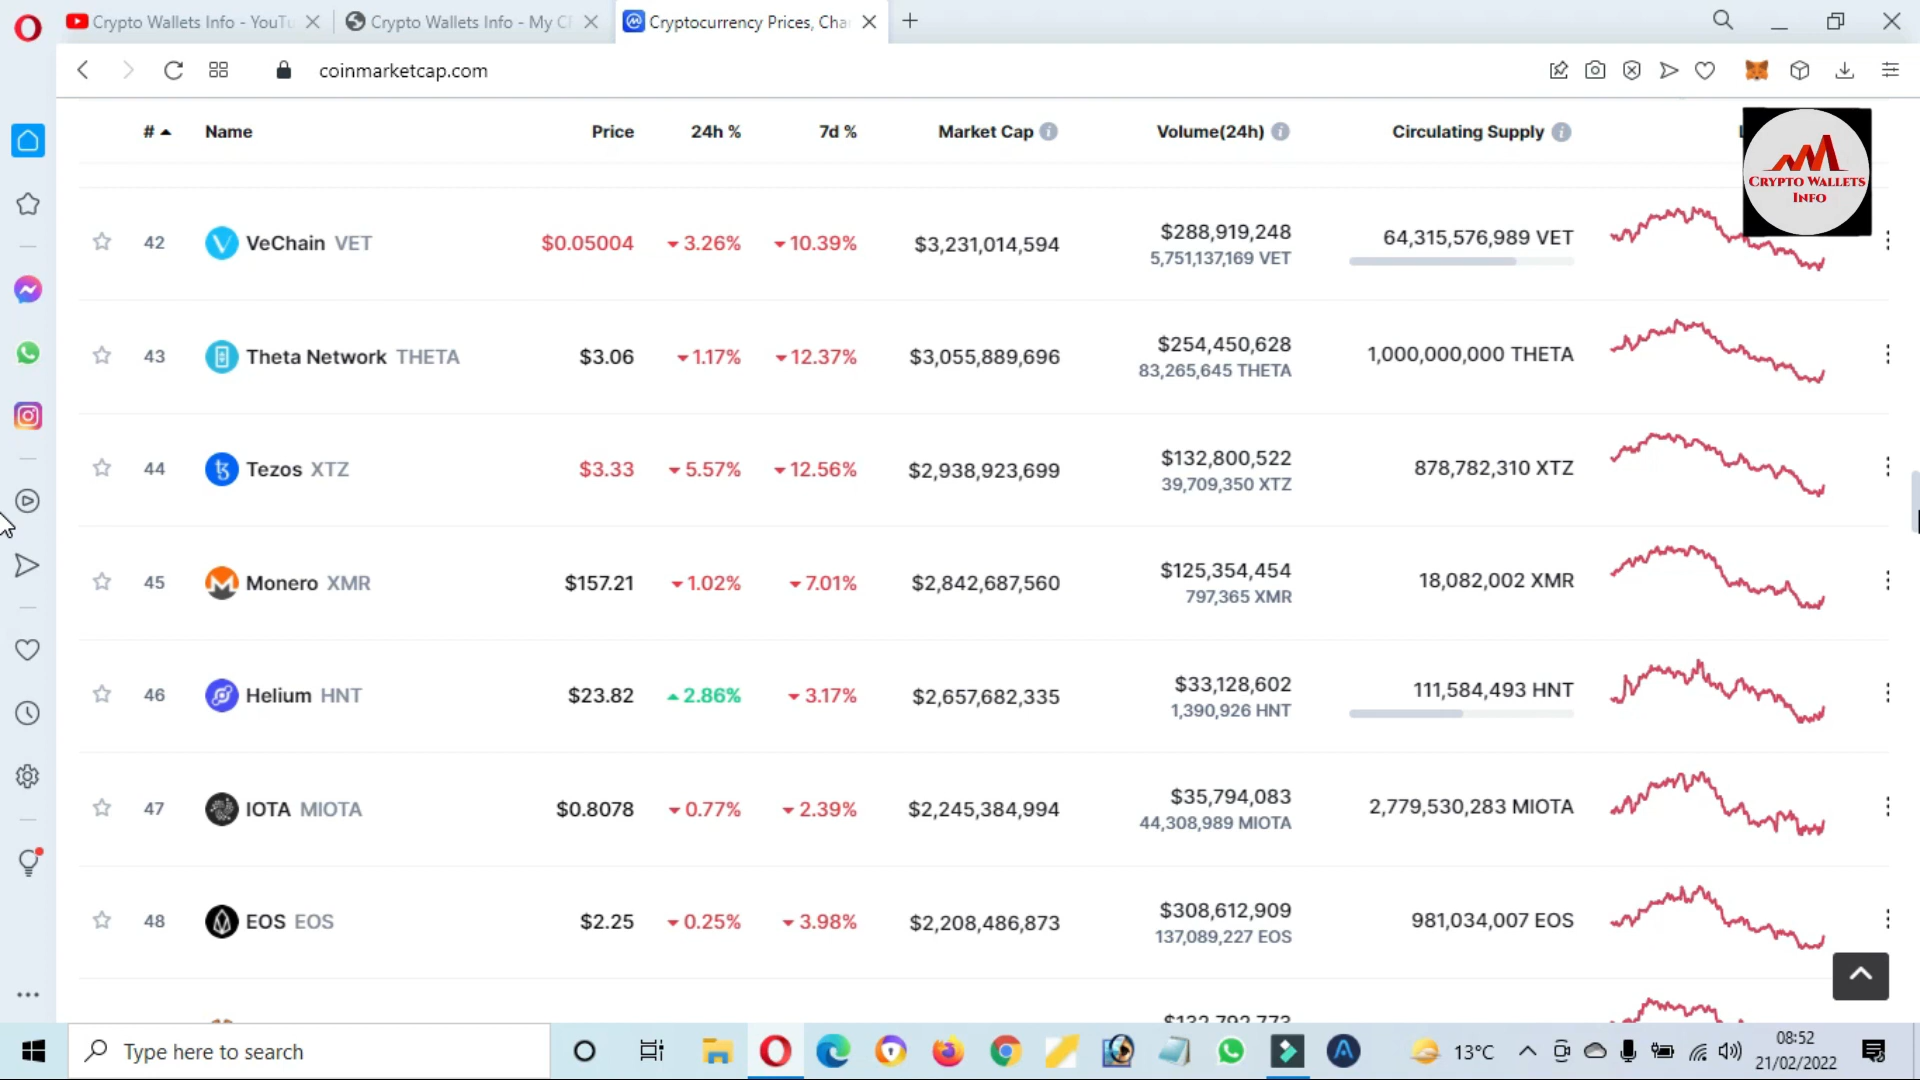 Crypto Wallets Info - YouTu
Crypto Wallets Info - My C
Cryptocurrency Prices, Cha
coinmarketcap.com
# Name Price 24h % 7d % Market Cap Volume(24h) Circulating Supply
CRYPTO WALLETS
INFO
42 VeChain VET $0.05004 3.26% 10.39% $3,231,014,594 $288,919,248 64,315,576,989 VET
5,751,137,169 VET
43 Theta Network THETA $3.06 1.17% 12.37% $3,055,889,696 $254,450,628 1,000,000,000 THETA
83,265,645 THETA
44 Tezos XTZ $3.33 5.57% 12.56% $2,938,923,699 $132,800,522 878,782,310 XTZ
39,709,350 XTZ
45 Monero XMR $157.21 1.02% 7.01% $2,842,687,560 $125,354,454 18,082,002 XMR
797,365 XMR
46 Helium HNT $23.82 2.86% 3.17% $2,657,682,335 $33,128,602 111,584,493 HNT
1,390,926 HNT
47 IOTA MIOTA $0.8078 0.77% 2.39% $2,245,384,994 $35,794,083 2,779,530,283 MIOTA
44,308,989 MIOTA
48 EOS EOS $2.25 0.25% 3.98% $2,208,486,873 $308,612,909 981,034,007 EOS
137,089,227 EOS
$132,792,773
Type here to search
13°C
08:52
21/02/2022